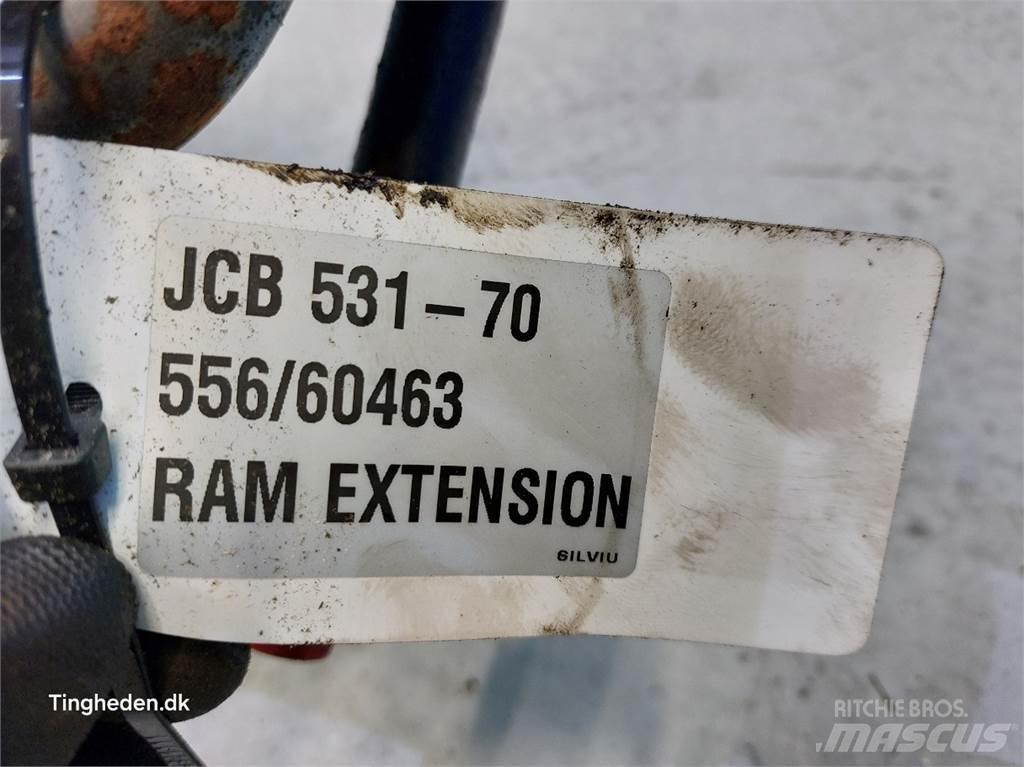 JCB 531-70
556/60463
RAM EXTENSION
SILVIU
Tingheden.dk
RITCHIE BROS.
MASCUS